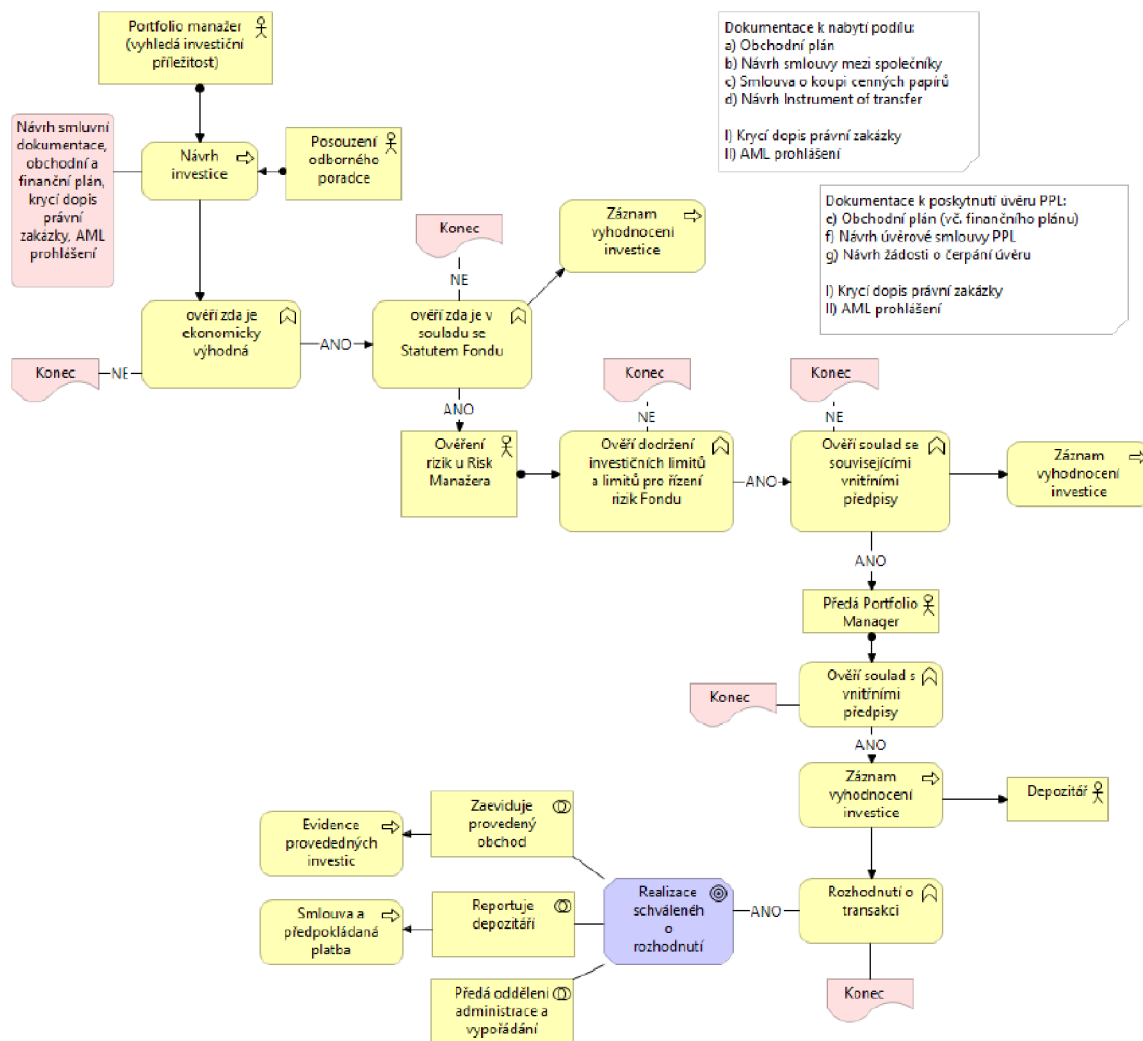 Portfolio manažer
(vyhledá investiční
příležitost)
Dokumentace k nabytí podílu:
a) Obchodní plán
b) Návrh smlouvy mezi společníky
c) Smlouva o koupi cenných papírů
d) Návrh Instrument of transfer
I) Krycí dopis právní zakázky
II) AML prohlášení
Návrh smluvní
dokumentace,
obchodní a
finanční plán,
krycí dopis
právní
zakázky, AML
prohlášení
Návrh
investice
Posouzení
odborného
poradce
Dokumentace k poskytnutí úvěru PPL:
e) Obchodní plán (vč. finančního plánu)
f) Návrh úvěrové smlouvy PPL
g) Návrh žádosti o čerpání úvěru
I) Krycí dopis právní zakázky
II) AML prohlášení
Konec
Záznam
vyhodnocení
investice
NE
ověří zda je
ekonomicky
výhodná
ANO
ověří zda je v
souladu se
Statutem Fondu
Konec
NE
ANO
Konec
NE
Konec
NE
Ověření
rizik u Risk
Manažera
Ověří dodržení
investičních limitů
a limitů pro řízení
rizik Fondu
ANO
Ověří soulad se
souvisejícími
vnitřními
předpisy
Záznam
vyhodnocení
investice
ANO
Předá Portfolio
Manager
Konec
Ověří soulad s
vnitřními
předpisy
ANO
Záznam
vyhodnocení
investice
Depozitář
Evidence
provededných
investic
Zaeviduje
provedený
obchod
Smlouva a
předpokládaná
platba
Reportuje
depozitáří
Realizace
schválenéh
o
rozhodnutí
ANO
Rozhodnutí o
transakci
Předá oddělení
administrace a
vypořádání
Konec